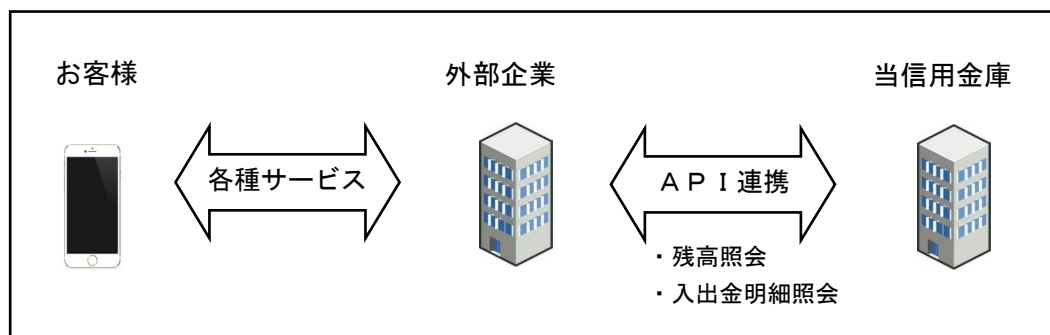 お客様
外部企業
当信用金庫
各種サービス
ＡＰＩ連携
・残高照会
・入出金明細照会